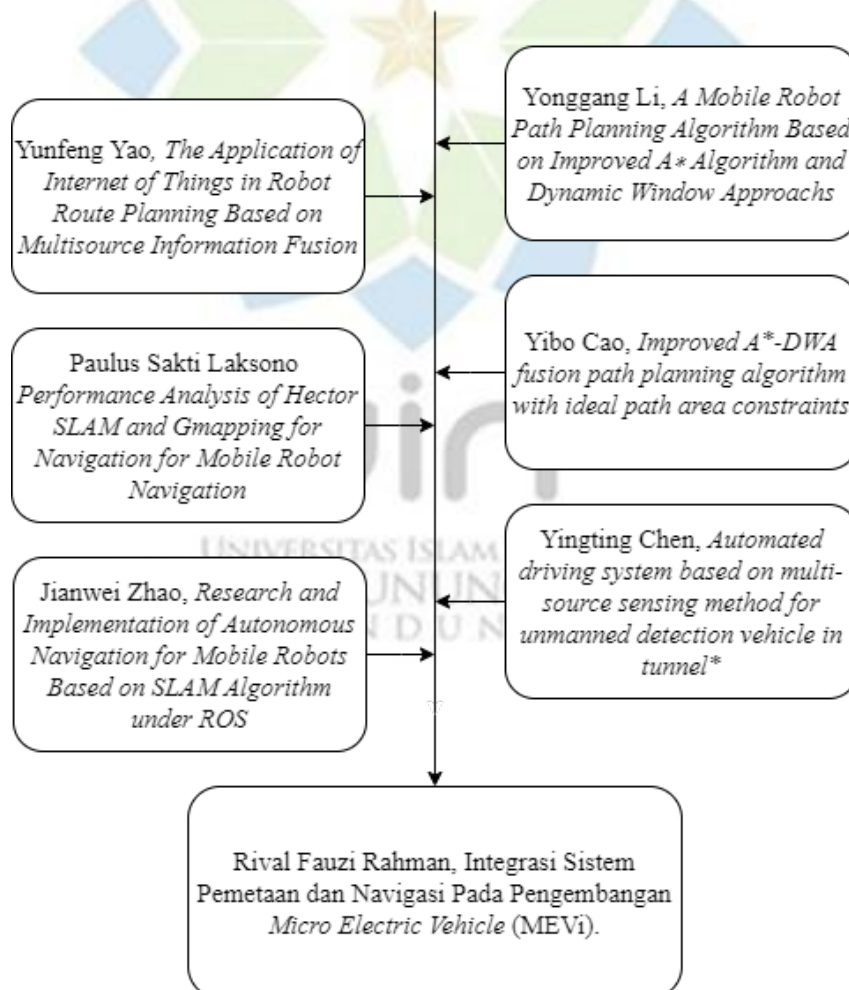 Yonggang Li, A Mobile Robot
Path Planning Algorithm Based
on Improved A* Algorithm and
Dynamic Window Approachs
Yunfeng Yao, The Application of
Internet of Things in Robot
Route Planning Based on
Multisource Information Fusion
Yibo Cao, Improved A*-DWA
fusion path planning algorithm
with ideal path area constraints
Paulus Sakti Laksono
Performance Analysis of Hector
SLAM and Gmapping for
Navigation for Mobile Robot
Navigation
UNIVERSITAS ISLAM
Yingting Chen, Automated
driving system based on multi-
source sensing method for
unmanned detection vehicle in
tunnel*
Jianwei Zhao, Research and
Implementation of Autonomous
Navigation for Mobile Robots
Based on SLAM Algorithm
under ROS
Rival Fauzi Rahman, Integrasi Sistem
Pemetaan dan Navigasi Pada Pengembangan
Micro Electric Vehicle (MEVi).